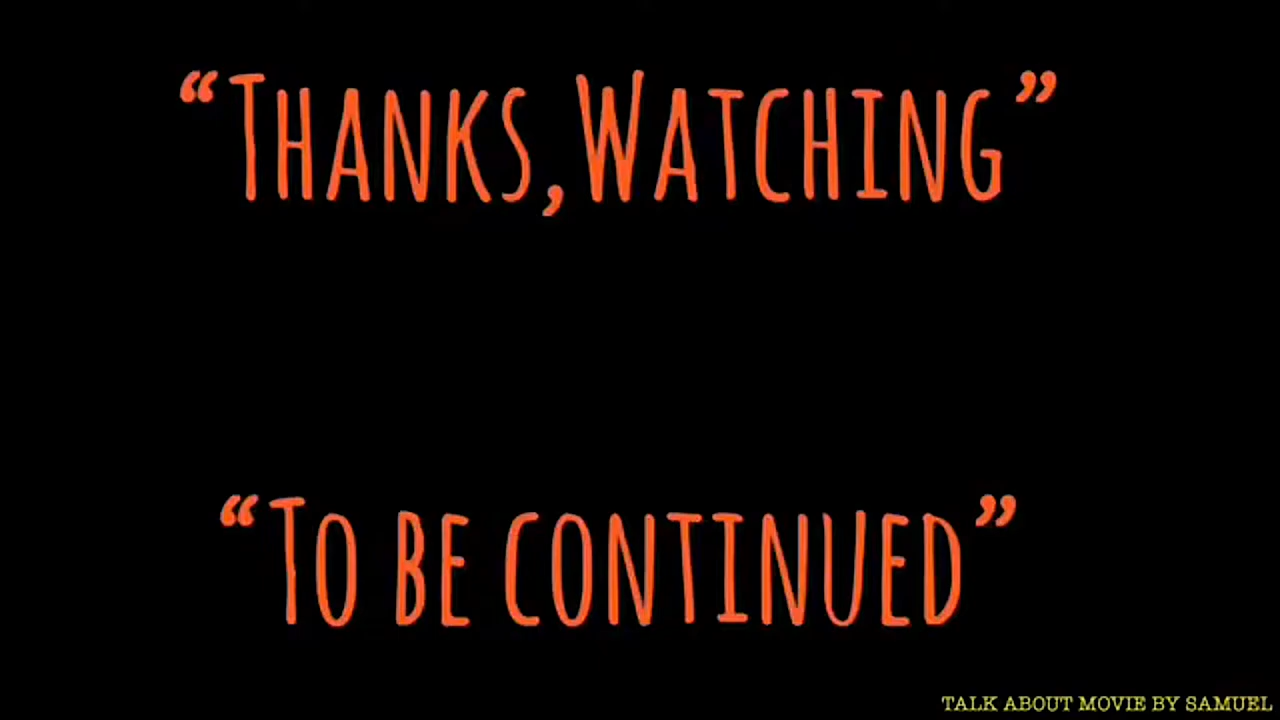 “THANKS,WATCHING”
“TO BE CONTINUED”
TALK ABOUT MOVIE BY SAMUEL